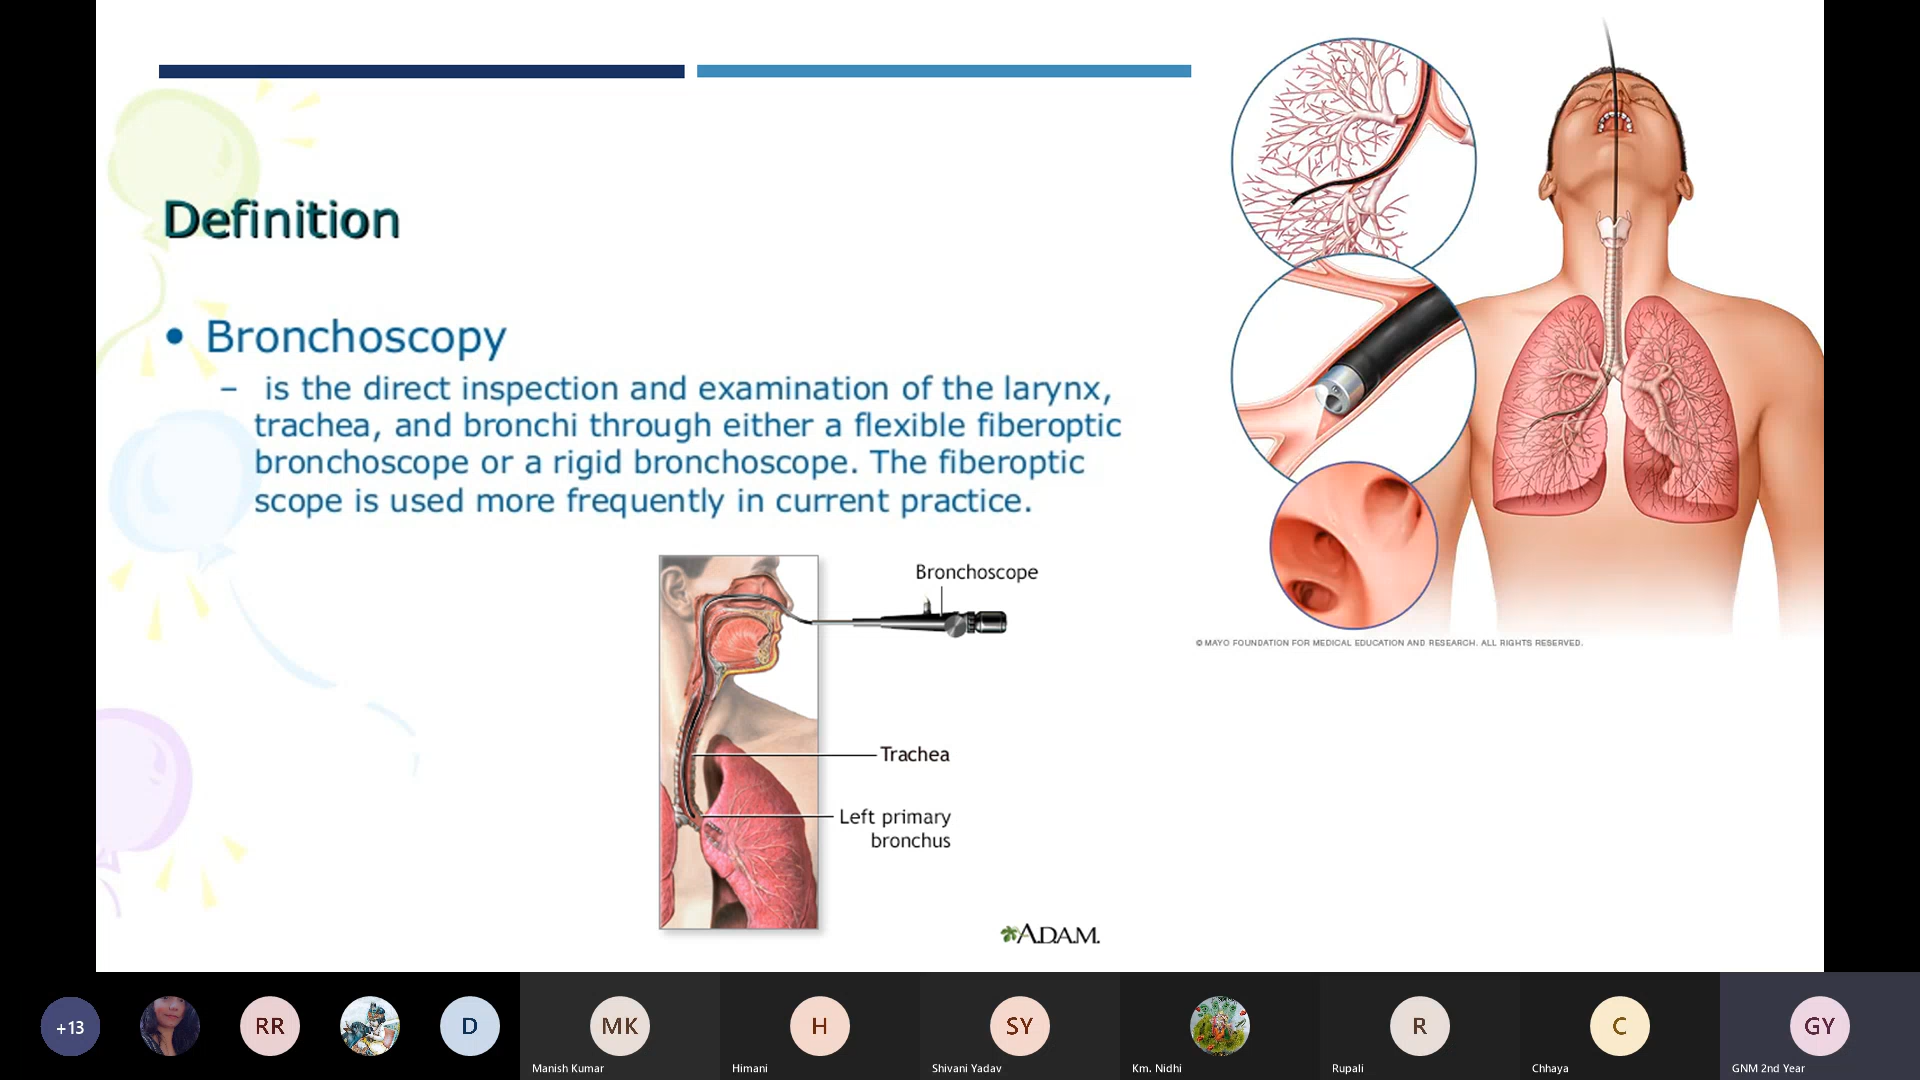 Definition
• Bronchoscopy
– is the direct inspection and examination of the larynx,
trachea, and bronchi through either a flexible fiberoptic
bronchoscope or a rigid bronchoscope. The fiberoptic
scope is used more frequently in current practice.
© MAYO FOUNDATION FOR MEDICAL EDUCATION AND RESEARCH. ALL RIGHTS RESERVED.
Bronchoscope
Trachea
Left primary
bronchus
A.D.A.M.
+13
RR
D
MK
H
SY
R
C
GY
Manish Kumar
Himani
Shivani Yadav
Km. Nidhi
Rupali
Chhaya
GNM 2nd Year